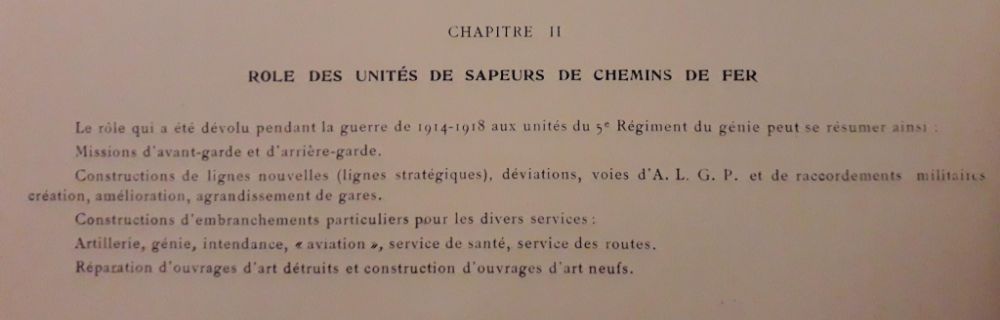 CHAPITRE II
ROLE DES UNITÉS DE SAPEURS DE CHEMINS DE FER
Le rôle qui a été dévolu pendant la guerre de 1914-1918 aux unités du 5e Régiment du génie peut se résumer ainsi :
Missions d'avant-garde et d'arrière-garde.
Constructions de lignes nouvelles (lignes stratégiques), déviations, voies d'A. L. G. P. et de raccordements militaires
création, amélioration, agrandissement de gares.
Constructions d'embranchements particuliers pour les divers services :
Artillerie, génie, intendance, « aviation », service de santé, service des routes.
Réparation d'ouvrages d'art détruits et construction d'ouvrages d'art neufs.